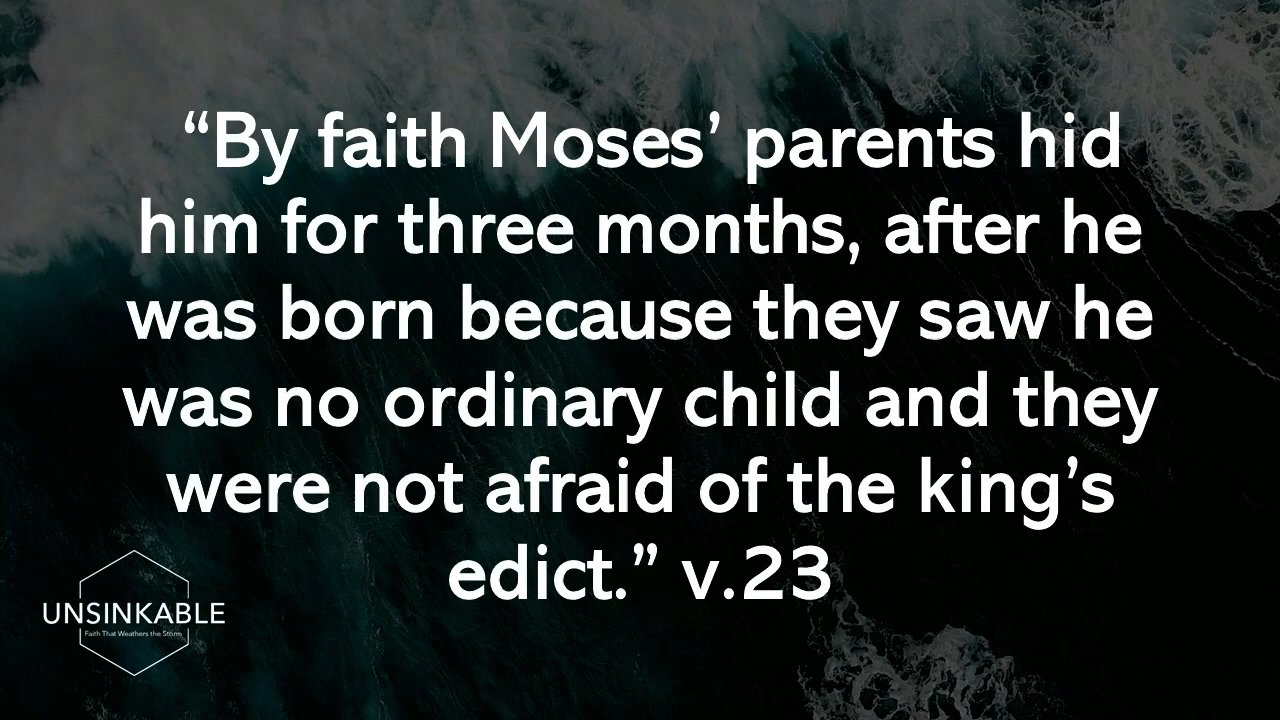 “By faith Moses’ parents hid
him for three months, after he
was born because they saw he
was no ordinary child and they
were not afraid of the king’s
edict.” v.23
UNSINKABLE
Faith That Weathers the Storm